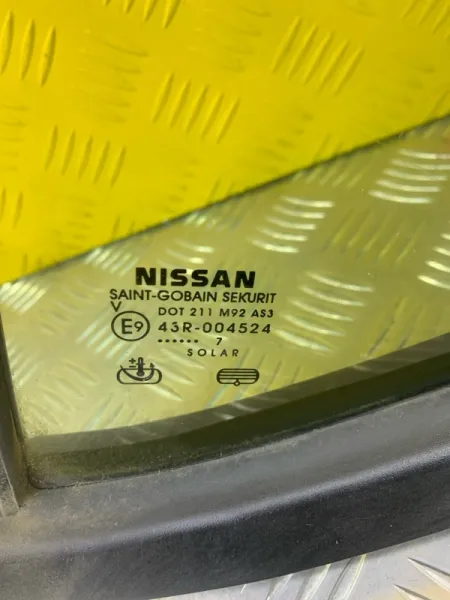 NISSAN
SAINT-GOBAIN SEKURIT
V
DOT 211 M92 AS3
E9 43R-004524
...... 7
SOLAR